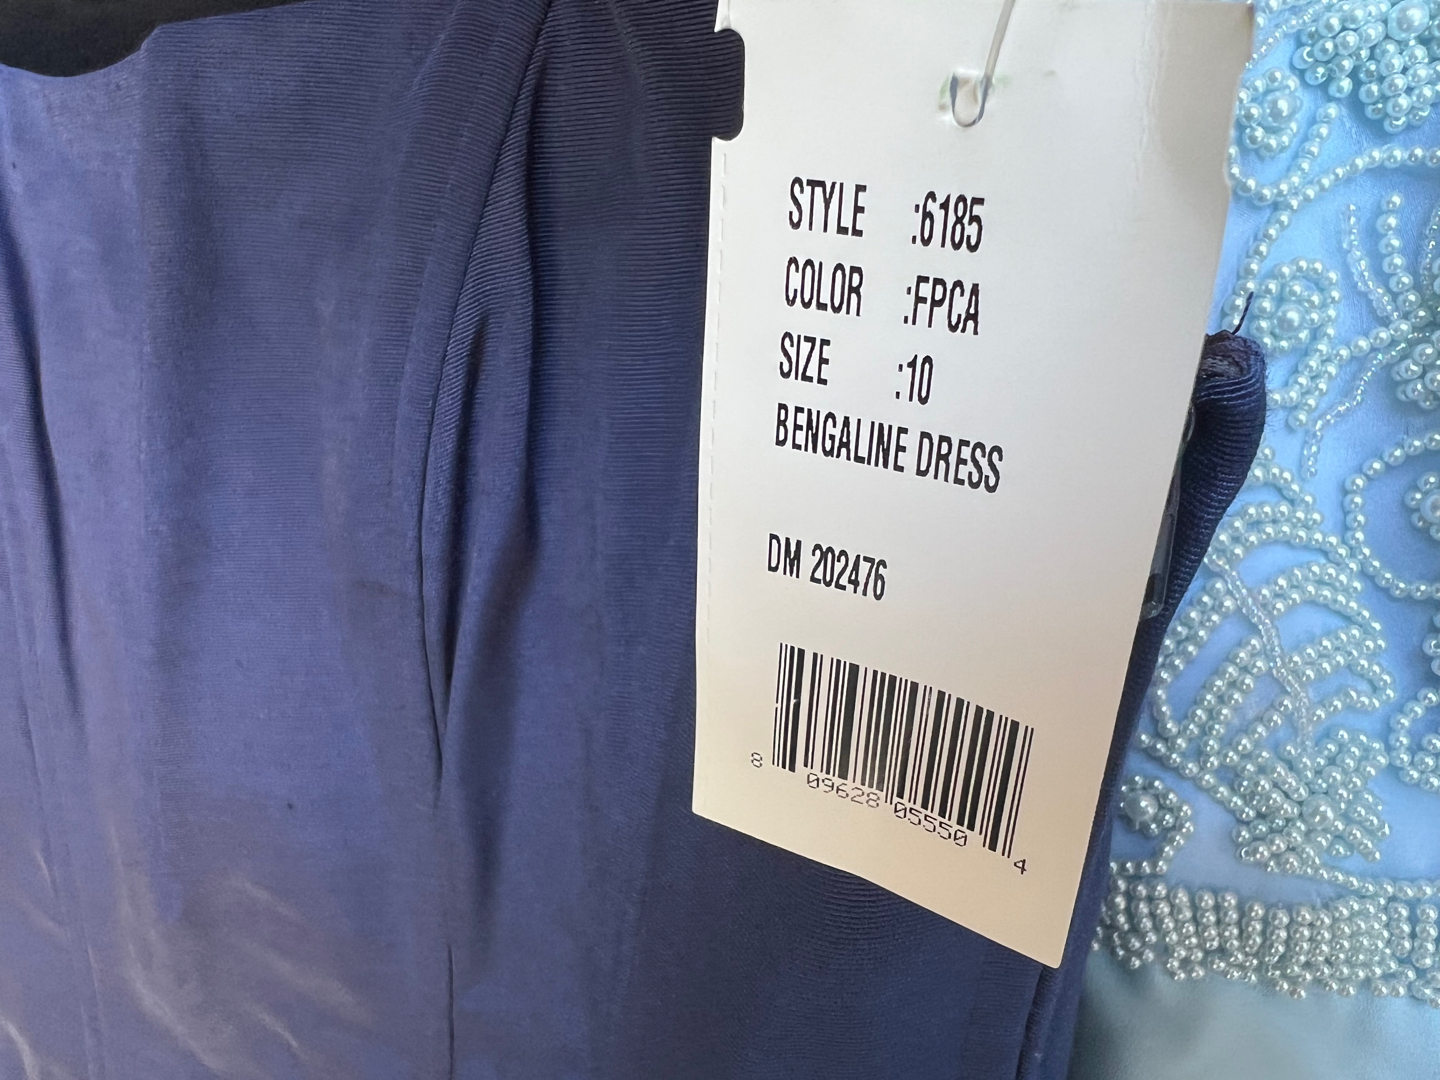 STYLE :6185
COLOR :FPCA
SIZE :10
BENGALINE DRESS
DM 202476
8 09628 05550 4